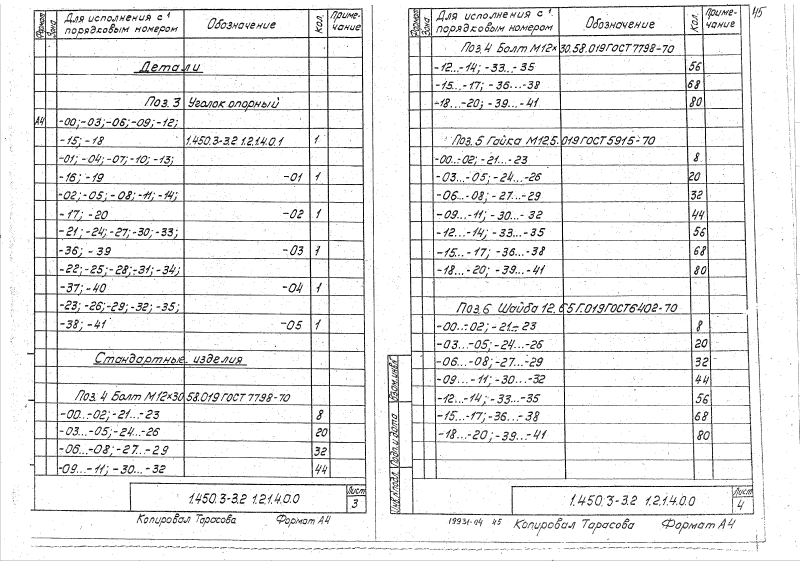 Формат
Зона
Для исполнения с
порядковым номером
Обозначение
Кол.
Приме-
чание
Детали
Поз. 3 Уголок опорный
А4 -00; -03; -06; -09; -12;
-15; -18 1.450.3-3.2 1.2.1.4.0.1 1
-01; -04; -07; -10; -13;
-16; -19 -01 1
-02; -05; -08; -11; -14;
-17; -20 -02 1
-21; -24; -27; -30; -33;
-36; -39 -03 1
-22; -25; -28; -31; -34;
-37; -40 -04 1
-23; -26; -29; -32; -35;
-38; -41 -05 1
Стандартные изделия
Поз. 4 Болт М12×30.58.019 ГОСТ 7798-70
-00...-02; -21...-23 8
-03...-05; -24...-26 20
-06...-08; -27...-29 32
-09...-11; -30...-32 44
1.450.3-3.2 1.2.1.4.0.0
Лист
3
Копировал Тарасова Формат А4
45
Формат
Зона
Для исполнения с
порядковым номером
Обозначение
Кол.
Приме-
чание
Поз. 4 Болт М12×30.58.019 ГОСТ 7798-70
-12...-14; -33...-35 56
-15...-17; -36...-38 68
-18...-20; -39...-41 80
Поз. 5 Гайка М12.5.019 ГОСТ 5915-70
-00...-02; -21...-23 8
-03...-05; -24...-26 20
-06...-08; -27...-29 32
-09...-11; -30...-32 44
-12...-14; -33...-35 56
-15...-17; -36...-38 68
-18...-20; -39...-41 80
Поз. 6 Шайба 12.65Г.019 ГОСТ 6402-70
-00...-02; -21...-23 8
-03...-05; -24...-26 20
-06...-08; -27...-29 32
-09...-11; -30...-32 44
-12...-14; -33...-35 56
-15...-17; -36...-38 68
-18...-20; -39...-41 80
Взам.инв.
Подп. и дата
Инв.№подл.
1.450.3-3.2 1.2.1.4.0.0
Лист
4
19931-04 45 Копировал Тарасова Формат А4